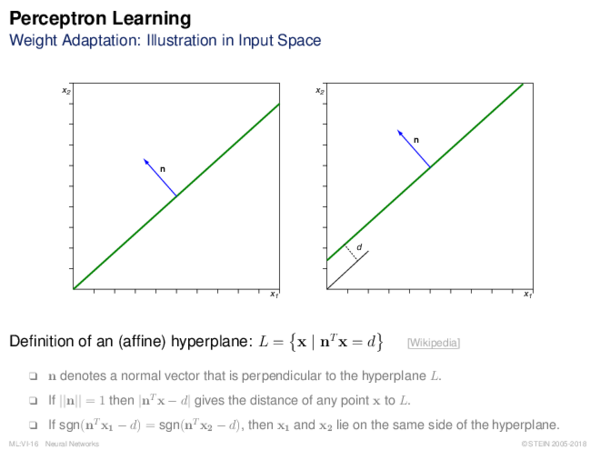 Perceptron Learning
Weight Adaptation: Illustration in Input Space
x₂
n
x₁
x₂
n
d
x₁
Definition of an (affine) hyperplane: L = {x | nᵀx = d} [Wikipedia]
❑ n denotes a normal vector that is perpendicular to the hyperplane L.
❑ If ||n|| = 1 then |nᵀx − d| gives the distance of any point x to L.
❑ If sgn(nᵀx₁ − d) = sgn(nᵀx₂ − d), then x₁ and x₂ lie on the same side of the hyperplane.
ML:VI-16 Neural Networks ©STEIN 2005-2018